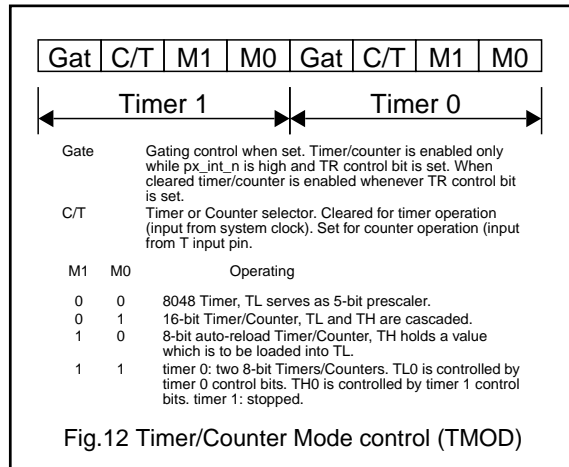 Gat C/T M1 M0 Gat C/T M1 M0
Timer 1 Timer 0
Gate Gating control when set. Timer/counter is enabled only
while px_int_n is high and TR control bit is set. When
cleared timer/counter is enabled whenever TR control bit
is set.
C/T Timer or Counter selector. Cleared for timer operation
(input from system clock). Set for counter operation (input
from T input pin.
M1 M0 Operating
0 0 8048 Timer, TL serves as 5-bit prescaler.
0 1 16-bit Timer/Counter, TL and TH are cascaded.
1 0 8-bit auto-reload Timer/Counter, TH holds a value
which is to be loaded into TL.
1 1 timer 0: two 8-bit Timers/Counters. TL0 is controlled by
timer 0 control bits. TH0 is controlled by timer 1 control
bits. timer 1: stopped.
Fig.12 Timer/Counter Mode control (TMOD)